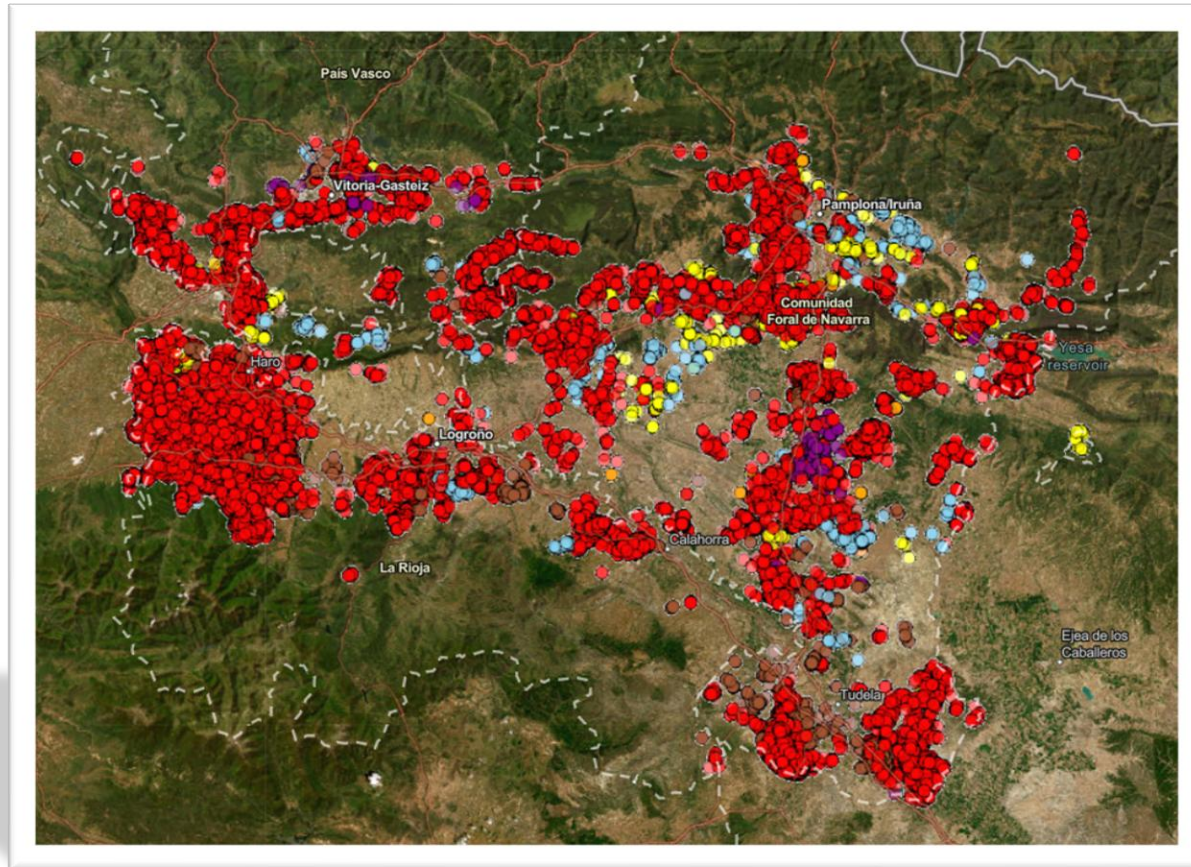 País Vasco
Vitoria-Gasteiz
Pamplona/Iruña
Comunidad
Foral de Navarra
Yesa
reservoir
Haro
Logroño
Calahorra
La Rioja
Ejea de los
Caballeros
Tudela